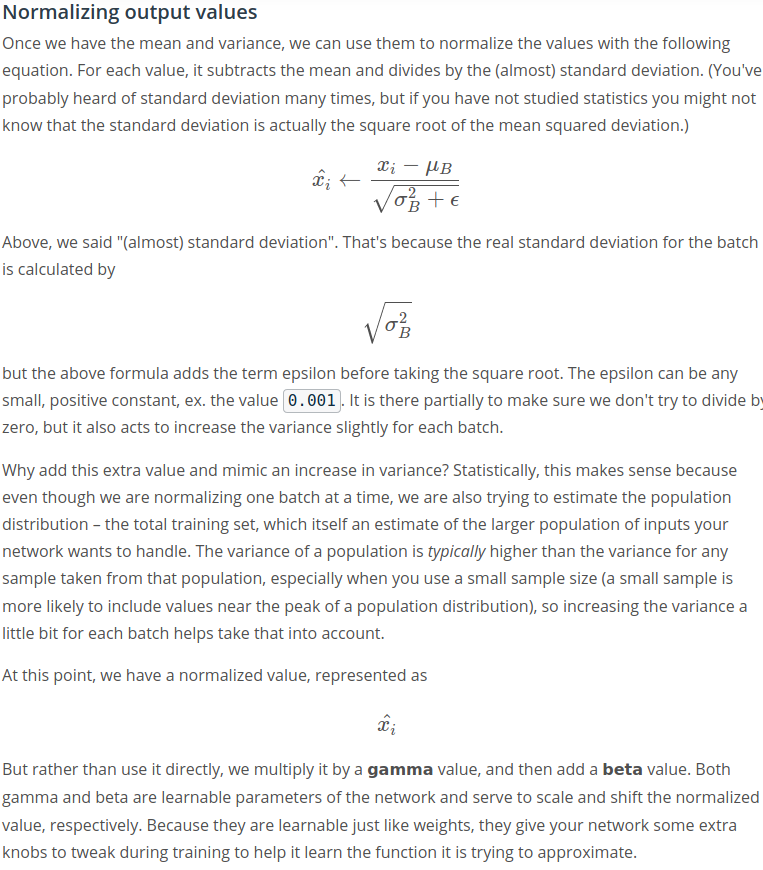 Normalizing output values
Once we have the mean and variance, we can use them to normalize the values with the following
equation. For each value, it subtracts the mean and divides by the (almost) standard deviation. (You've
probably heard of standard deviation many times, but if you have not studied statistics you might not
know that the standard deviation is actually the square root of the mean squared deviation.)
x̂ᵢ ← (xᵢ − μ_B) / √(σ²_B + ϵ)
Above, we said "(almost) standard deviation". That's because the real standard deviation for the batch
is calculated by
√(σ²_B)
but the above formula adds the term epsilon before taking the square root. The epsilon can be any
small, positive constant, ex. the value 0.001. It is there partially to make sure we don't try to divide by
zero, but it also acts to increase the variance slightly for each batch.
Why add this extra value and mimic an increase in variance? Statistically, this makes sense because
even though we are normalizing one batch at a time, we are also trying to estimate the population
distribution – the total training set, which itself an estimate of the larger population of inputs your
network wants to handle. The variance of a population is typically higher than the variance for any
sample taken from that population, especially when you use a small sample size (a small sample is
more likely to include values near the peak of a population distribution), so increasing the variance a
little bit for each batch helps take that into account.
At this point, we have a normalized value, represented as
x̂ᵢ
But rather than use it directly, we multiply it by a gamma value, and then add a beta value. Both
gamma and beta are learnable parameters of the network and serve to scale and shift the normalized
value, respectively. Because they are learnable just like weights, they give your network some extra
knobs to tweak during training to help it learn the function it is trying to approximate.